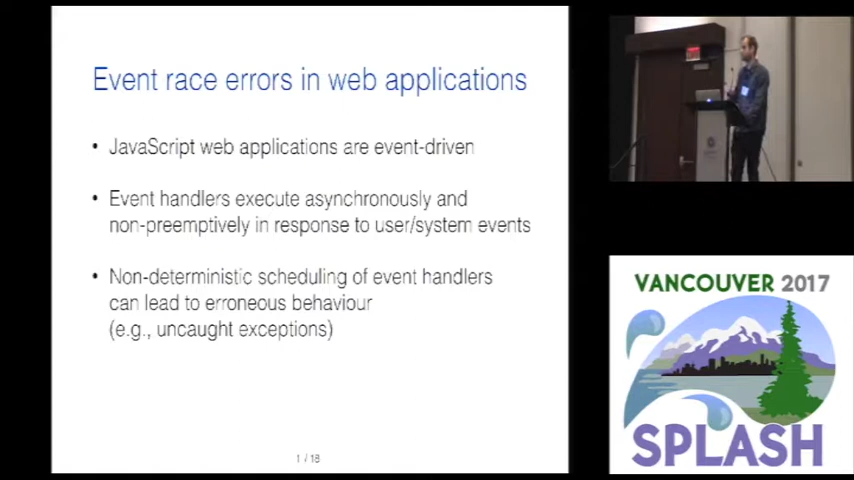 Event race errors in web applications
• JavaScript web applications are event-driven
• Event handlers execute asynchronously and
non-preemptively in response to user/system events
• Non-deterministic scheduling of event handlers
can lead to erroneous behaviour
(e.g., uncaught exceptions)
1 / 18
VANCOUVER 2017
SPLASH